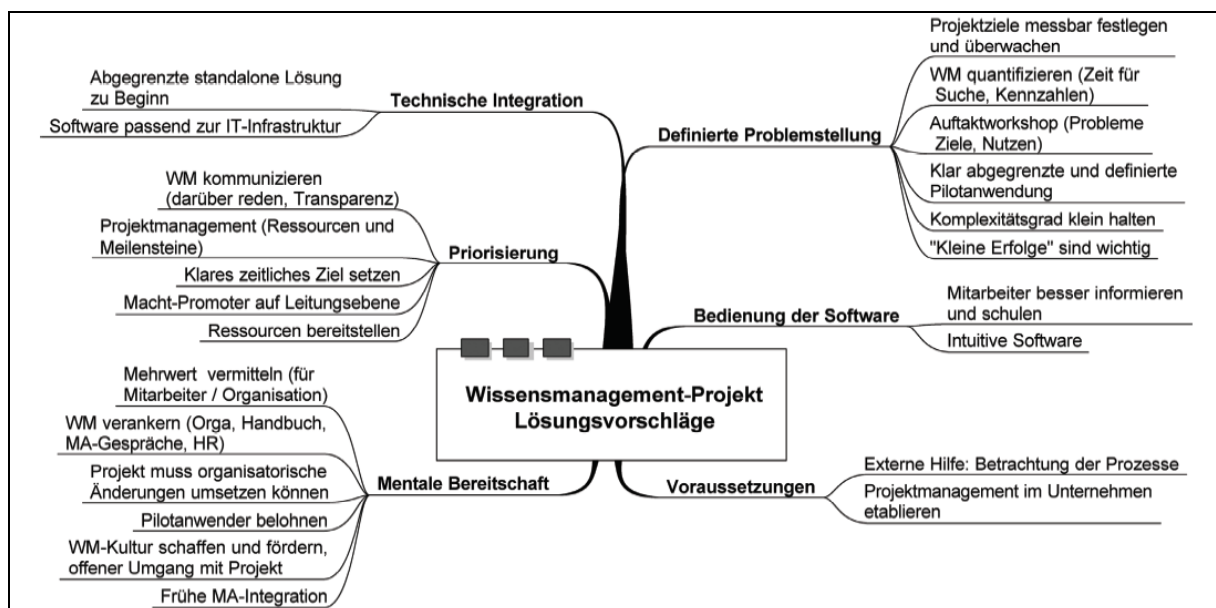 Wissensmanagement-Projekt
Lösungsvorschläge
Technische Integration
Abgegrenzte standalone Lösung
zu Beginn
Software passend zur IT-Infrastruktur
Priorisierung
WM kommunizieren
(darüber reden, Transparenz)
Projektmanagement (Ressourcen und
Meilensteine)
Klares zeitliches Ziel setzen
Macht-Promoter auf Leitungsebene
Ressourcen bereitstellen
Mentale Bereitschaft
Mehrwert vermitteln (für
Mitarbeiter / Organisation)
WM verankern (Orga, Handbuch,
MA-Gespräche, HR)
Projekt muss organisatorische
Änderungen umsetzen können
Pilotanwender belohnen
WM-Kultur schaffen und fördern,
offener Umgang mit Projekt
Frühe MA-Integration
Definierte Problemstellung
Projektziele messbar festlegen
und überwachen
WM quantifizieren (Zeit für
Suche, Kennzahlen)
Auftaktworkshop (Probleme
Ziele, Nutzen)
Klar abgegrenzte und definierte
Pilotanwendung
Komplexitätsgrad klein halten
"Kleine Erfolge" sind wichtig
Bedienung der Software
Mitarbeiter besser informieren
und schulen
Intuitive Software
Voraussetzungen
Externe Hilfe: Betrachtung der Prozesse
Projektmanagement im Unternehmen
etablieren